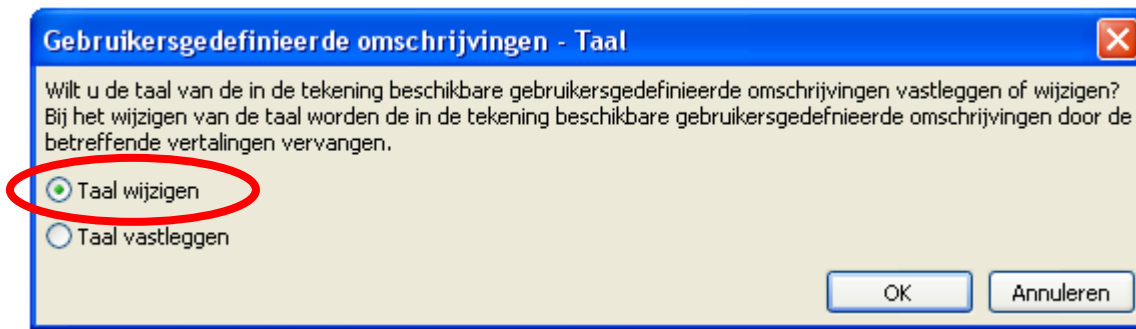 Gebruikersgedefinieerde omschrijvingen - Taal
Wilt u de taal van de in de tekening beschikbare gebruikersgedefinieerde omschrijvingen vastleggen of wijzigen?
Bij het wijzigen van de taal worden de in de tekening beschikbare gebruikersgedefnieerde omschrijvingen door de
betreffende vertalingen vervangen.
Taal wijzigen
Taal vastleggen
OK Annuleren